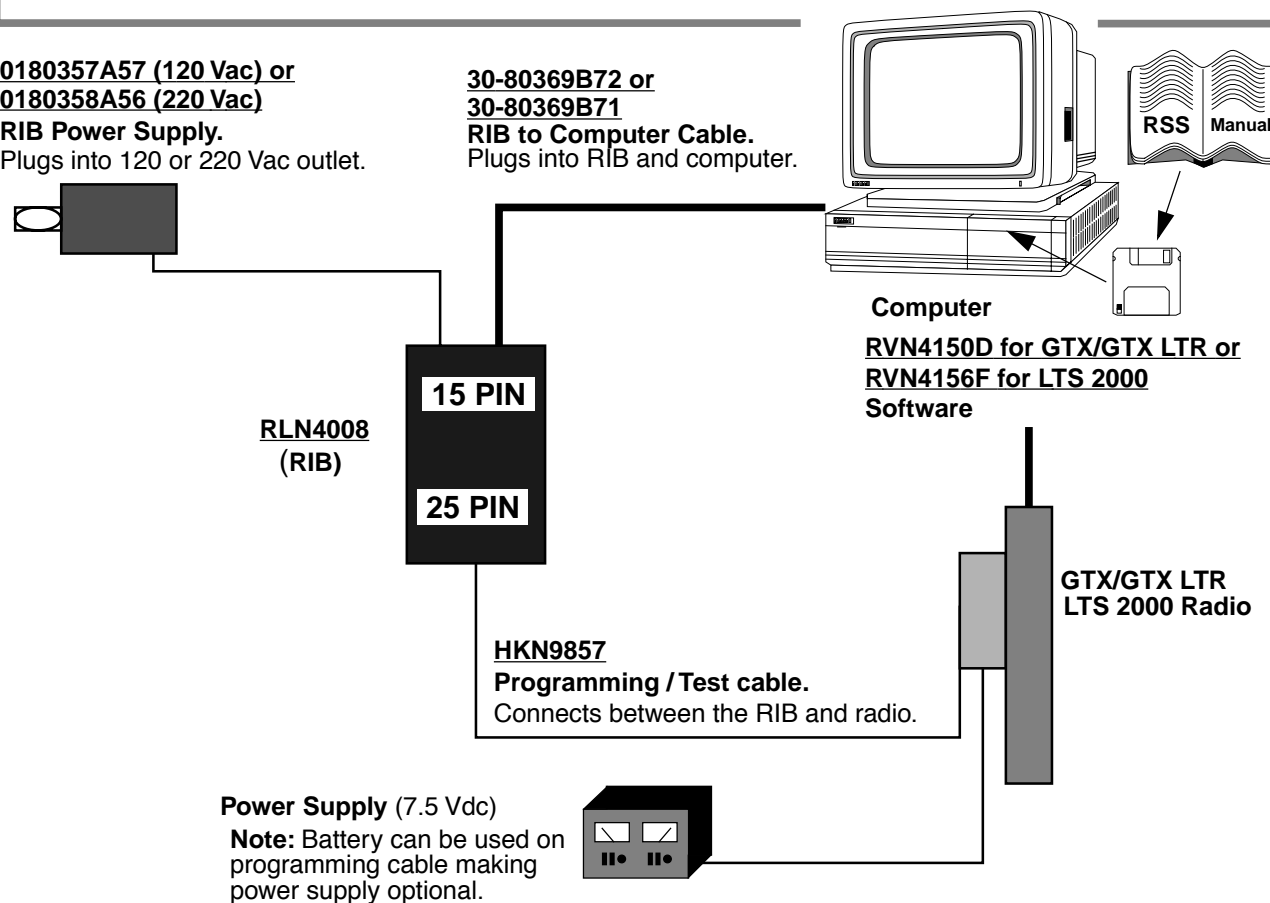 0180357A57 (120 Vac) or
0180358A56 (220 Vac)
RIB Power Supply.
Plugs into 120 or 220 Vac outlet.
30-80369B72 or
30-80369B71
RIB to Computer Cable.
Plugs into RIB and computer.
RSS Manual
Computer
RVN4150D for GTX/GTX LTR or
RVN4156F for LTS 2000
Software
15 PIN
RLN4008
(RIB)
25 PIN
GTX/GTX LTR
LTS 2000 Radio
HKN9857
Programming / Test cable.
Connects between the RIB and radio.
Power Supply (7.5 Vdc)
Note: Battery can be used on
programming cable making
power supply optional.